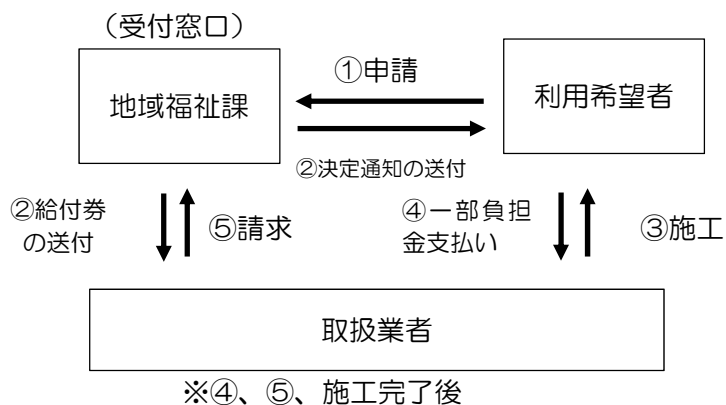 (受付窓口)
①申請
地域福祉課
利用希望者
②決定通知の送付
②給付券
の送付
⑤請求
④一部負担
金支払い
③施工
取扱業者
※④、⑤、施工完了後